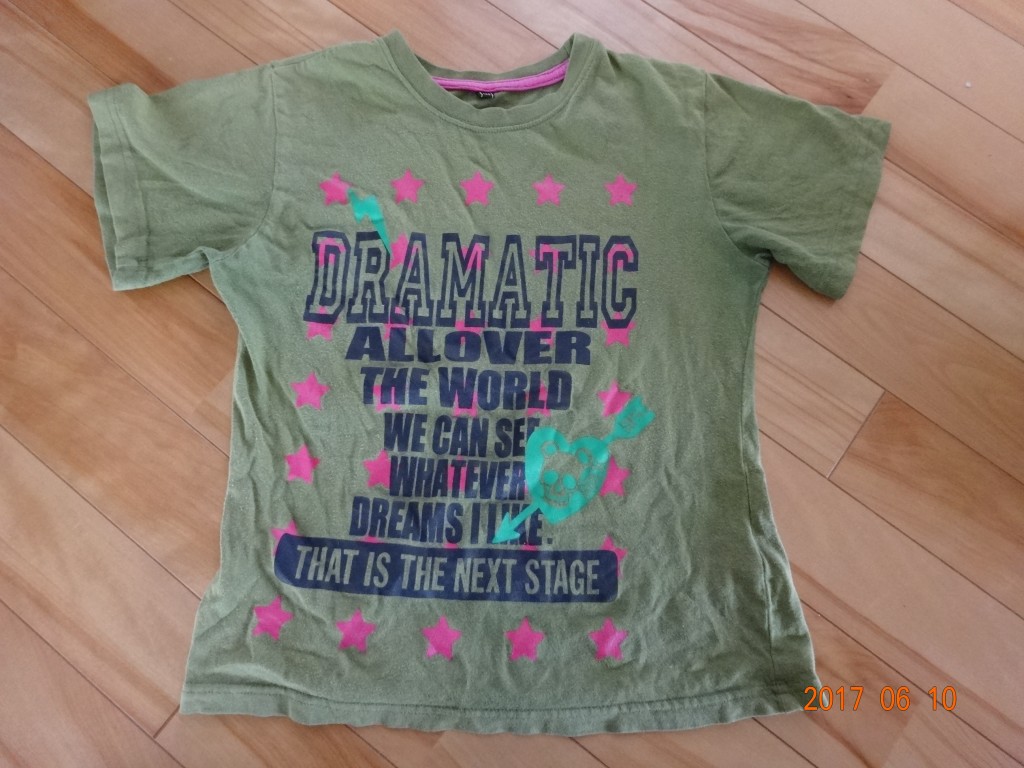 DRAMATIC
ALLOVER
THE WORLD
WE CAN SEE
WHATEVER
DREAMS I LIKE.
THAT IS THE NEXT STAGE
2017 06 10